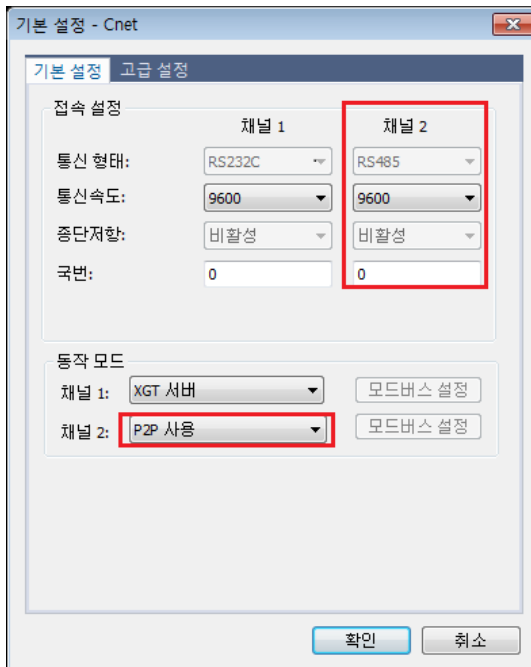 기본 설정 - Cnet
기본 설정 고급 설정
접속 설정
채널 1 채널 2
통신 형태: RS232C RS485
통신속도: 9600 9600
종단저항: 비활성 비활성
국번: 0 0
동작 모드
채널 1: XGT 서버 모드버스 설정
채널 2: P2P 사용 모드버스 설정
확인 취소